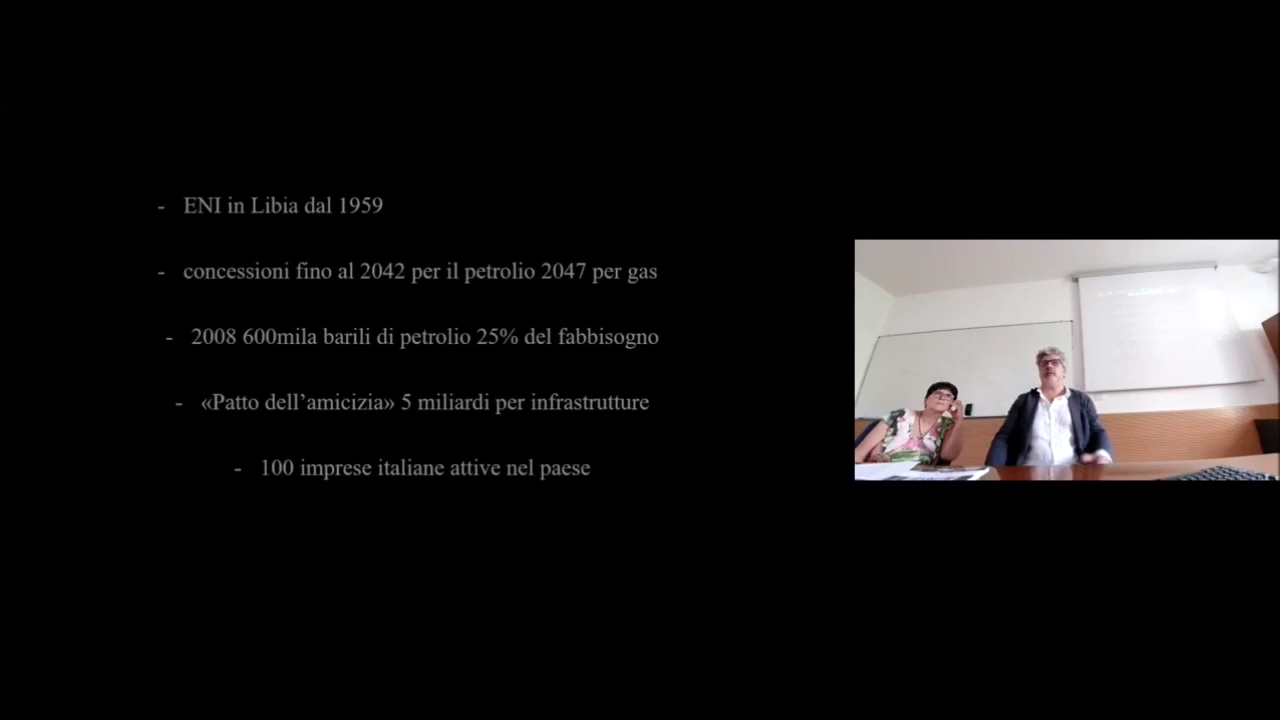 - ENI in Libia dal 1959
- concessioni fino al 2042 per il petrolio 2047 per gas
- 2008 600mila barili di petrolio 25% del fabbisogno
- «Patto dell’amicizia» 5 miliardi per infrastrutture
- 100 imprese italiane attive nel paese